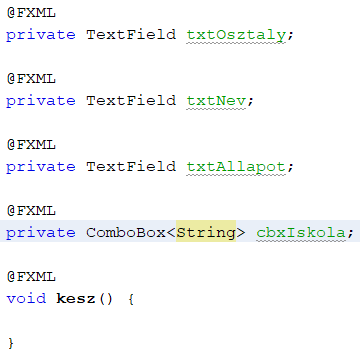 @FXML
private TextField txtOsztaly;
@FXML
private TextField txtNev;
@FXML
private TextField txtAllapot;
@FXML
private ComboBox<String> cbxIskola;
@FXML
void kesz() {
}